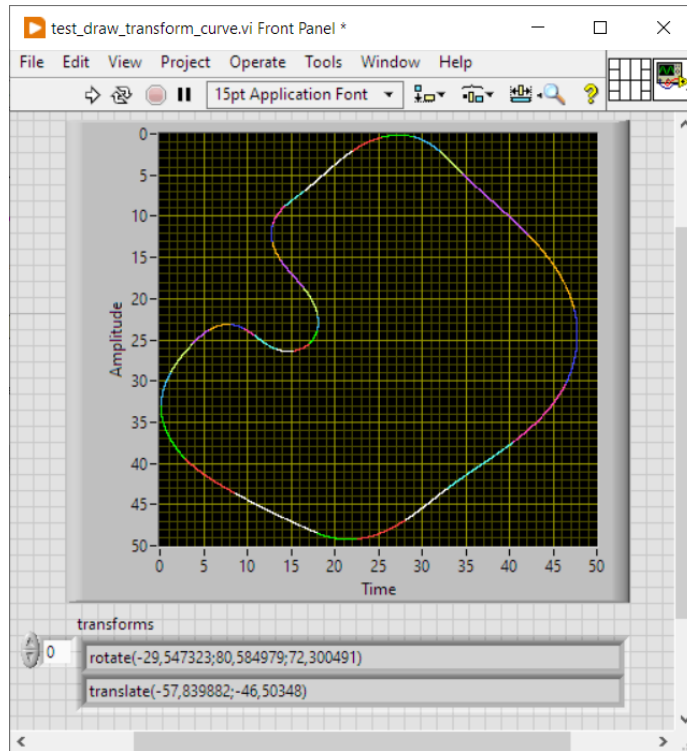 test_draw_transform_curve.vi Front Panel *
File Edit View Project Operate Tools Window Help
15pt Application Font
Amplitude
0
5
10
15
20
25
30
35
40
45
50
0 5 10 15 20 25 30 35 40 45 50
Time
transforms
0
rotate(-29,547323;80,584979;72,300491)
translate(-57,839882;-46,50348)